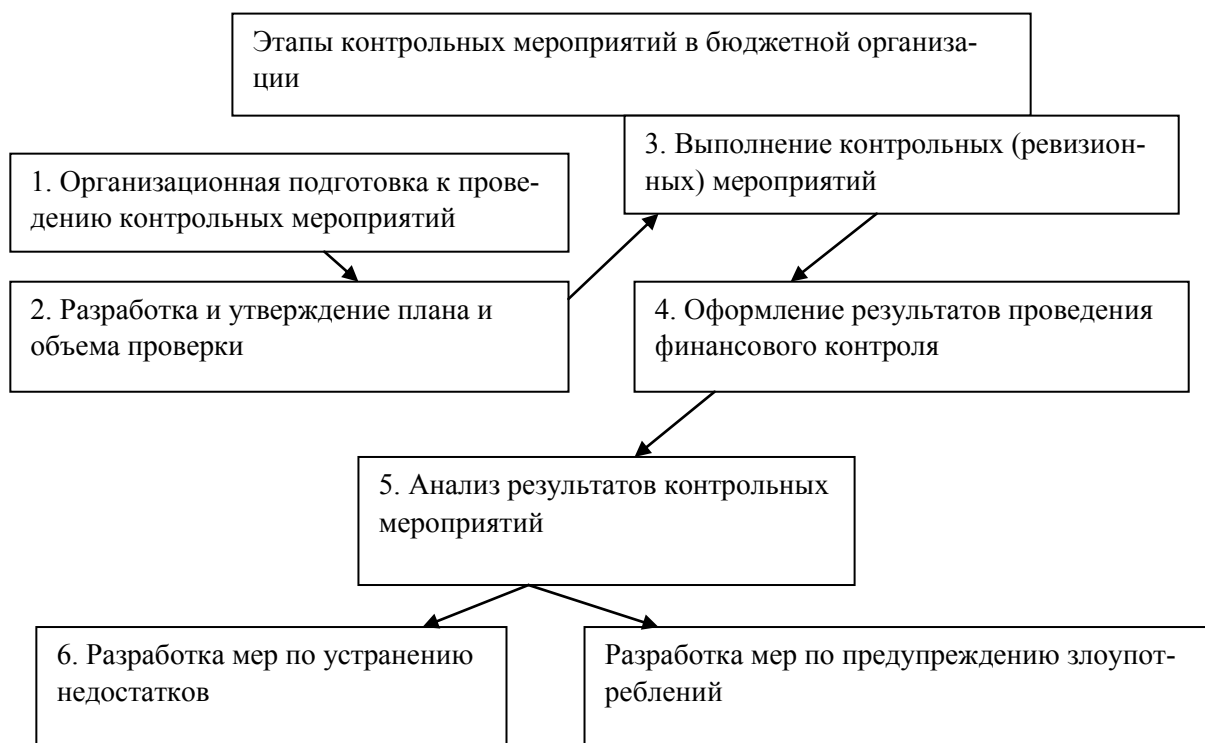 Этапы контрольных мероприятий в бюджетной организа-
ции
1. Организационная подготовка к прове-
дению контрольных мероприятий
2. Разработка и утверждение плана и
объема проверки
3. Выполнение контрольных (ревизион-
ных) мероприятий
4. Оформление результатов проведения
финансового контроля
5. Анализ результатов контрольных
мероприятий
6. Разработка мер по устранению
недостатков
Разработка мер по предупреждению злоупот-
реблений